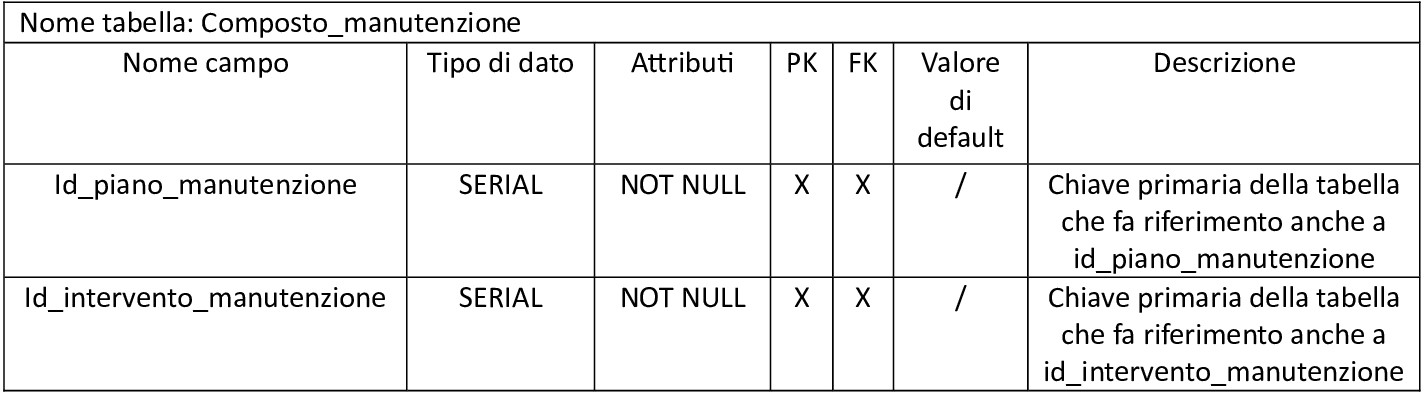 Nome tabella: Composto_manutenzione
Nome campo Tipo di dato Attributi PK FK Valore di default Descrizione
Id_piano_manutenzione SERIAL NOT NULL X X / Chiave primaria della tabella che fa riferimento anche a id_piano_manutenzione
Id_intervento_manutenzione SERIAL NOT NULL X X / Chiave primaria della tabella che fa riferimento anche a id_intervento_manutenzione